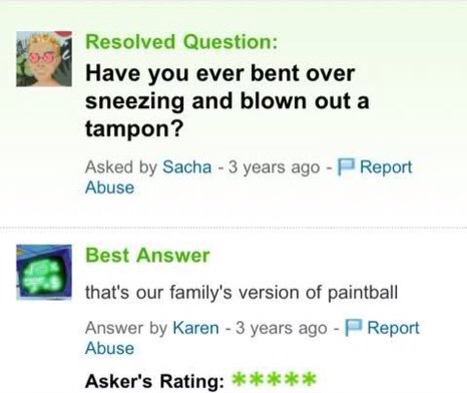 Resolved Question:
Have you ever bent over
sneezing and blown out a
tampon?
Asked by Sacha - 3 years ago - Report
Abuse
Best Answer
that's our family's version of paintball
Answer by Karen - 3 years ago - Report
Abuse
Asker's Rating: *****